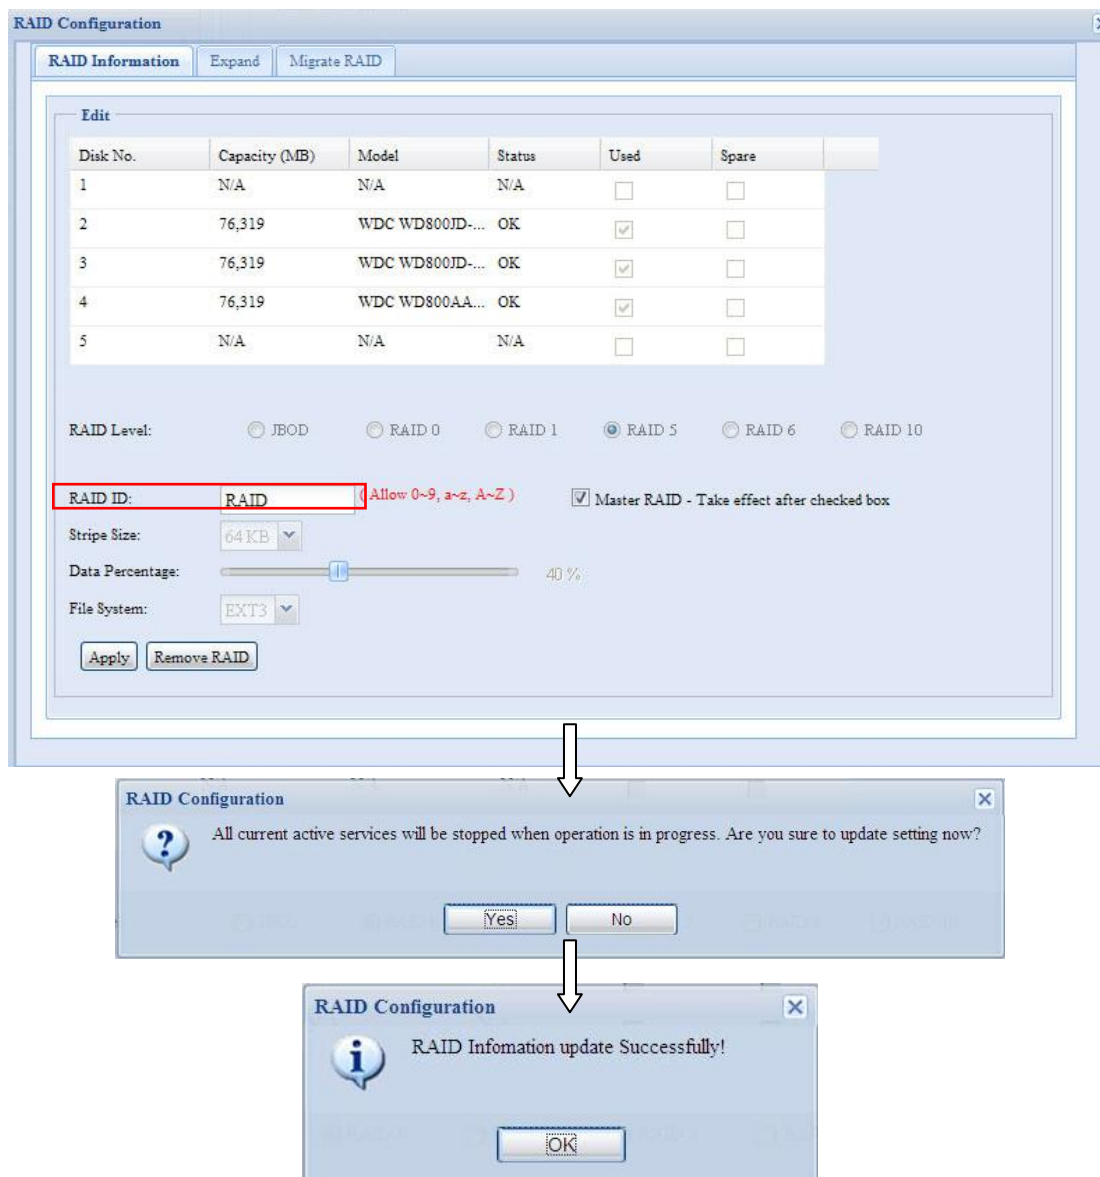 RAID Configuration
RAID Information Expand Migrate RAID
Edit
Disk No. Capacity (MB) Model Status Used Spare
1 N/A N/A N/A
2 76,319 WDC WD800JD-... OK
3 76,319 WDC WD800JD-... OK
4 76,319 WDC WD800AA... OK
5 N/A N/A N/A
RAID Level: JBOD RAID 0 RAID 1 RAID 5 RAID 6 RAID 10
RAID ID: RAID ( Allow 0~9, a~z, A~Z ) Master RAID - Take effect after checked box
Stripe Size: 64 KB
Data Percentage: 40 %
File System: EXT3
Apply Remove RAID
RAID Configuration
All current active services will be stopped when operation is in progress. Are you sure to update setting now?
Yes No
RAID Configuration
RAID Infomation update Successfully!
OK